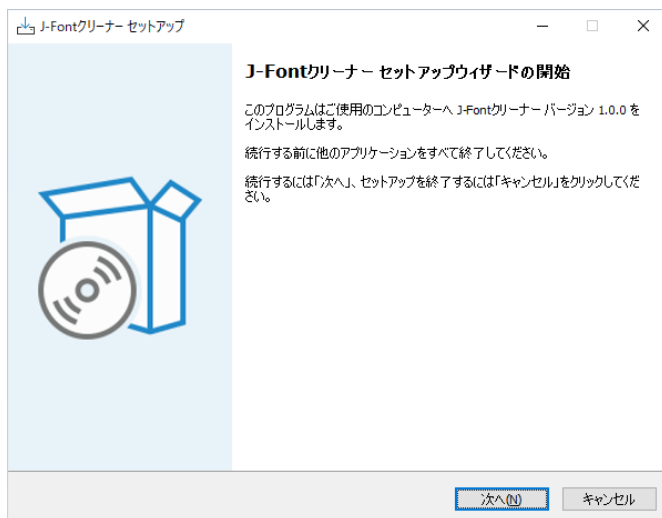 J-Fontクリーナー セットアップ
J-Fontクリーナー セットアップウィザードの開始
このプログラムはご使用のコンピューターへ J-Fontクリーナー バージョン 1.0.0 を
インストールします。
続行する前に他のアプリケーションをすべて終了してください。
続行するには「次へ」、セットアップを終了するには「キャンセル」をクリックしてくだ
さい。
次へ(N)
キャンセル